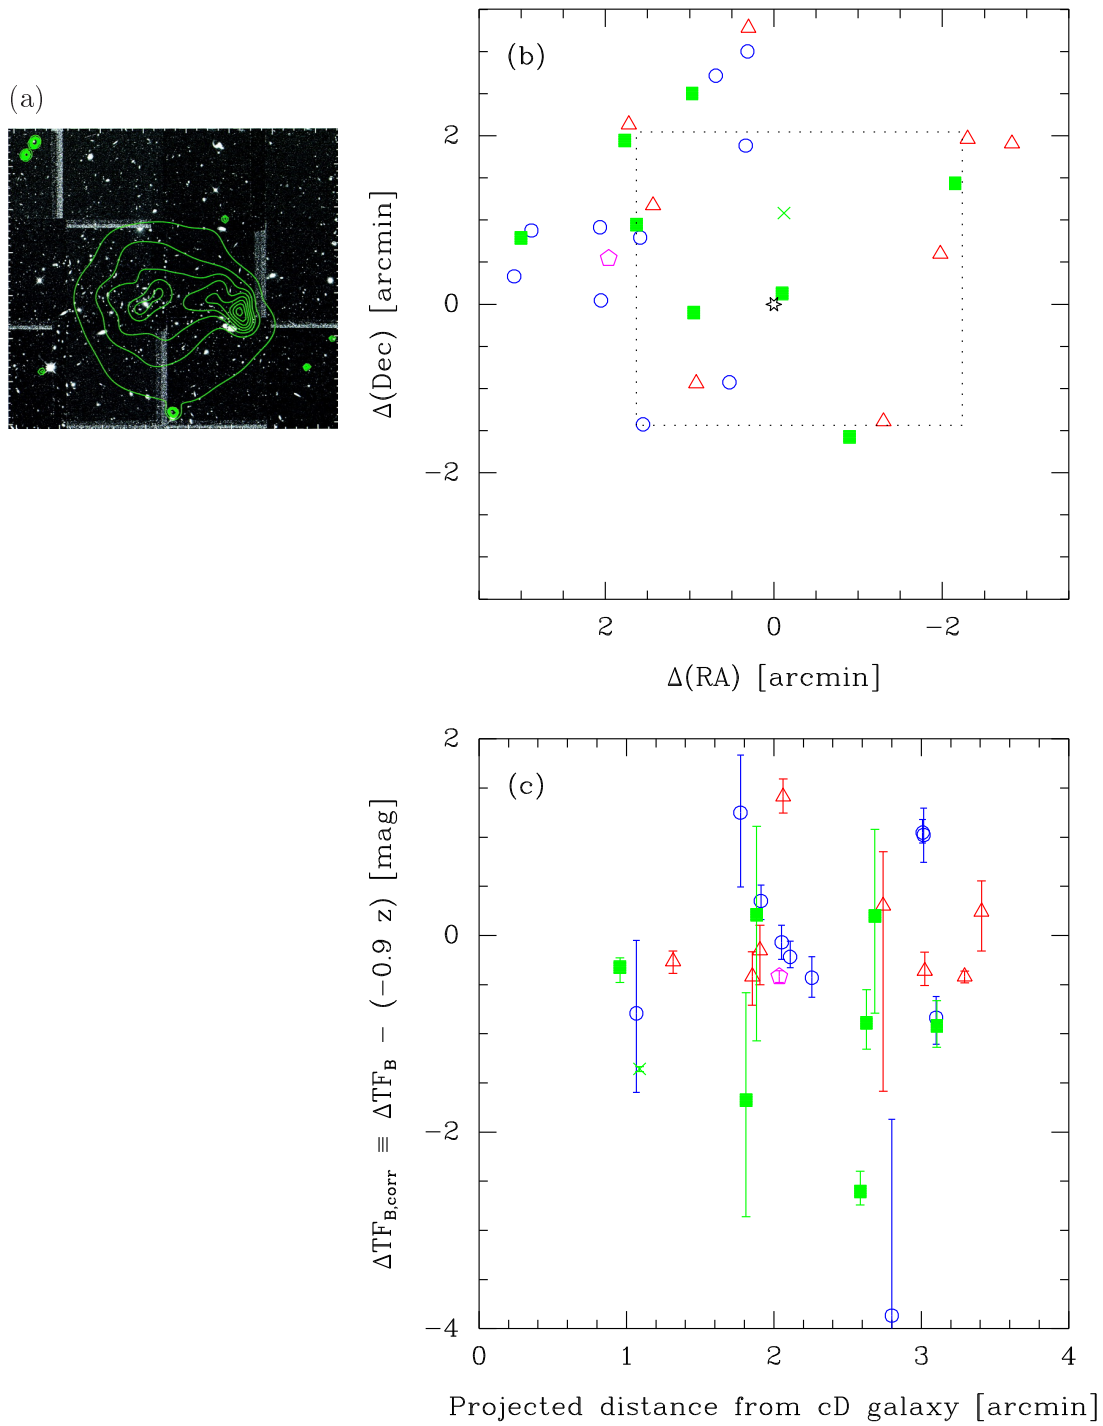 (a)
(b)
2
0
−2
Δ(Dec) [arcmin]
2 0 −2
Δ(RA) [arcmin]
(c)
2
0
−2
−4
ΔTF_B,corr ≡ ΔTF_B − (−0.9 z) [mag]
0 1 2 3 4
Projected distance from cD galaxy [arcmin]